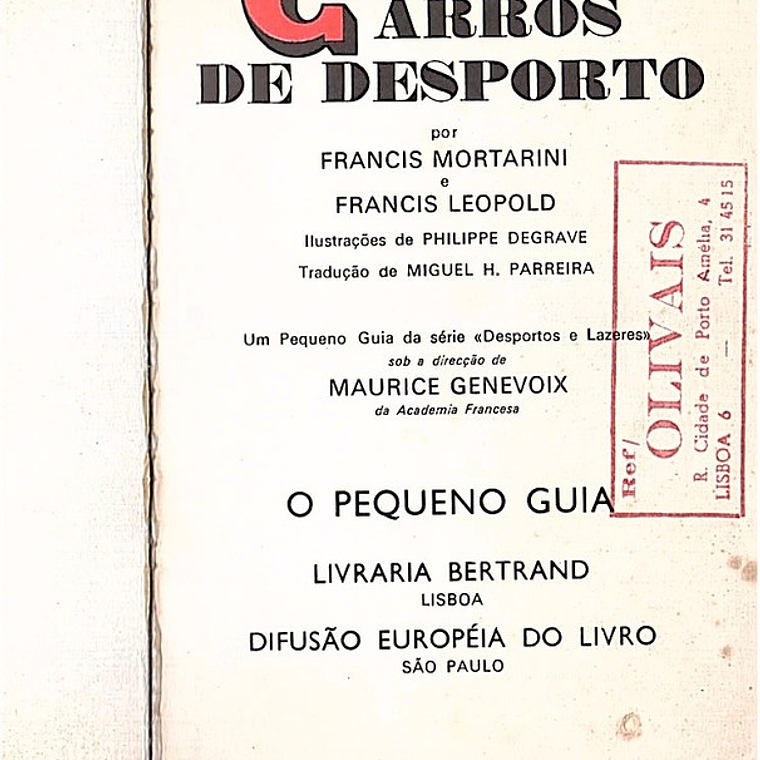 CARROS
DE DESPORTO
por
FRANCIS MORTARINI
e
FRANCIS LEOPOLD
Ilustrações de PHILIPPE DEGRAVE
Tradução de MIGUEL H. PARREIRA
Um Pequeno Guia da série «Desportos e Lazeres»
sob a direcção de
MAURICE GENEVOIX
da Academia Francesa
O PEQUENO GUIA
LIVRARIA BERTRAND
LISBOA
DIFUSÃO EUROPÉIA DO LIVRO
SÃO PAULO
Ref/
OLIVAIS
R. Cidade de Porto Amélia, 4
LISBOA 6 — Tel. 31 45 15